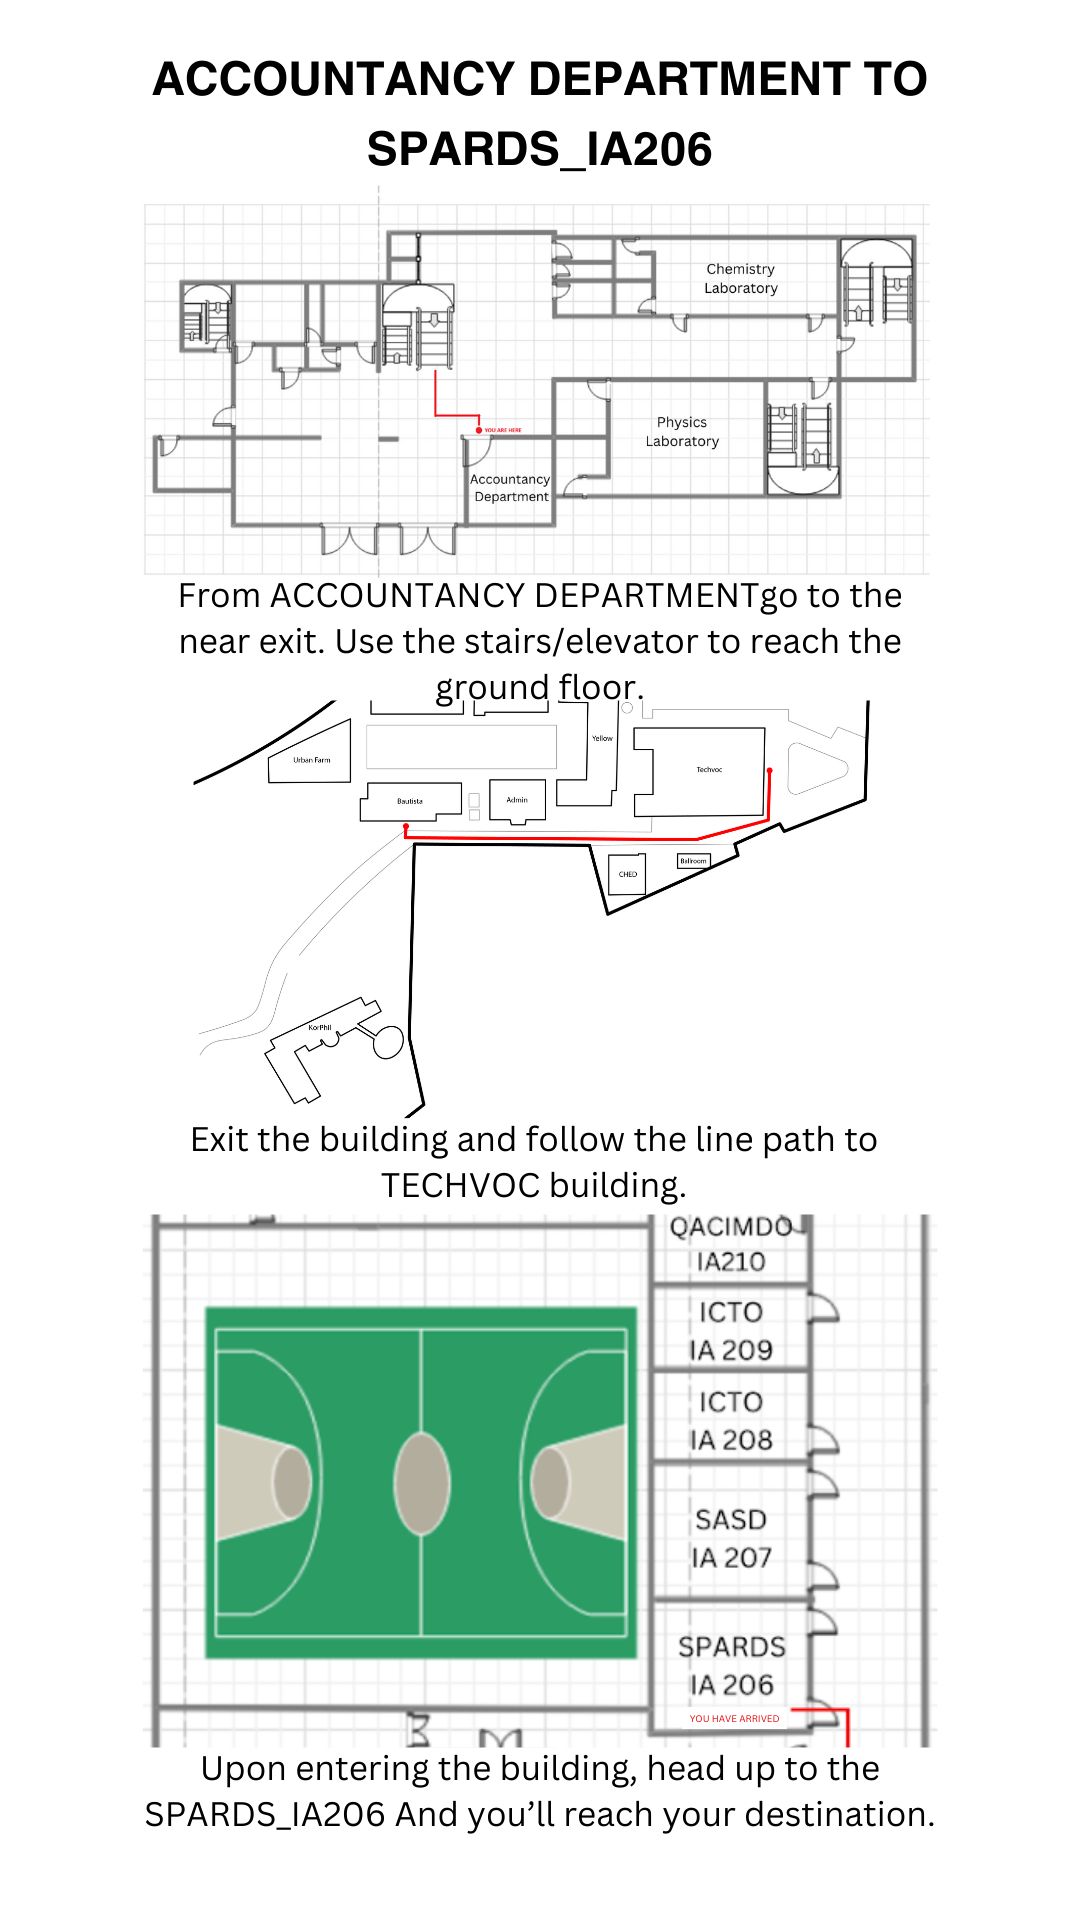 ACCOUNTANCY DEPARTMENT TO
SPARDS_IA206
Chemistry
Laboratory
Physics
Laboratory
YOU ARE HERE
Accountancy
Department
From ACCOUNTANCY DEPARTMENTgo to the
near exit. Use the stairs/elevator to reach the
ground floor.
Yellow
Urban Farm
Techvoc
Bautista
Admin
Ballroom
CHED
KorPhil
Exit the building and follow the line path to
TECHVOC building.
QACIMDO
IA210
ICTO
IA 209
ICTO
IA 208
SASD
IA 207
SPARDS
IA 206
YOU HAVE ARRIVED
Upon entering the building, head up to the
SPARDS_IA206 And you’ll reach your destination.